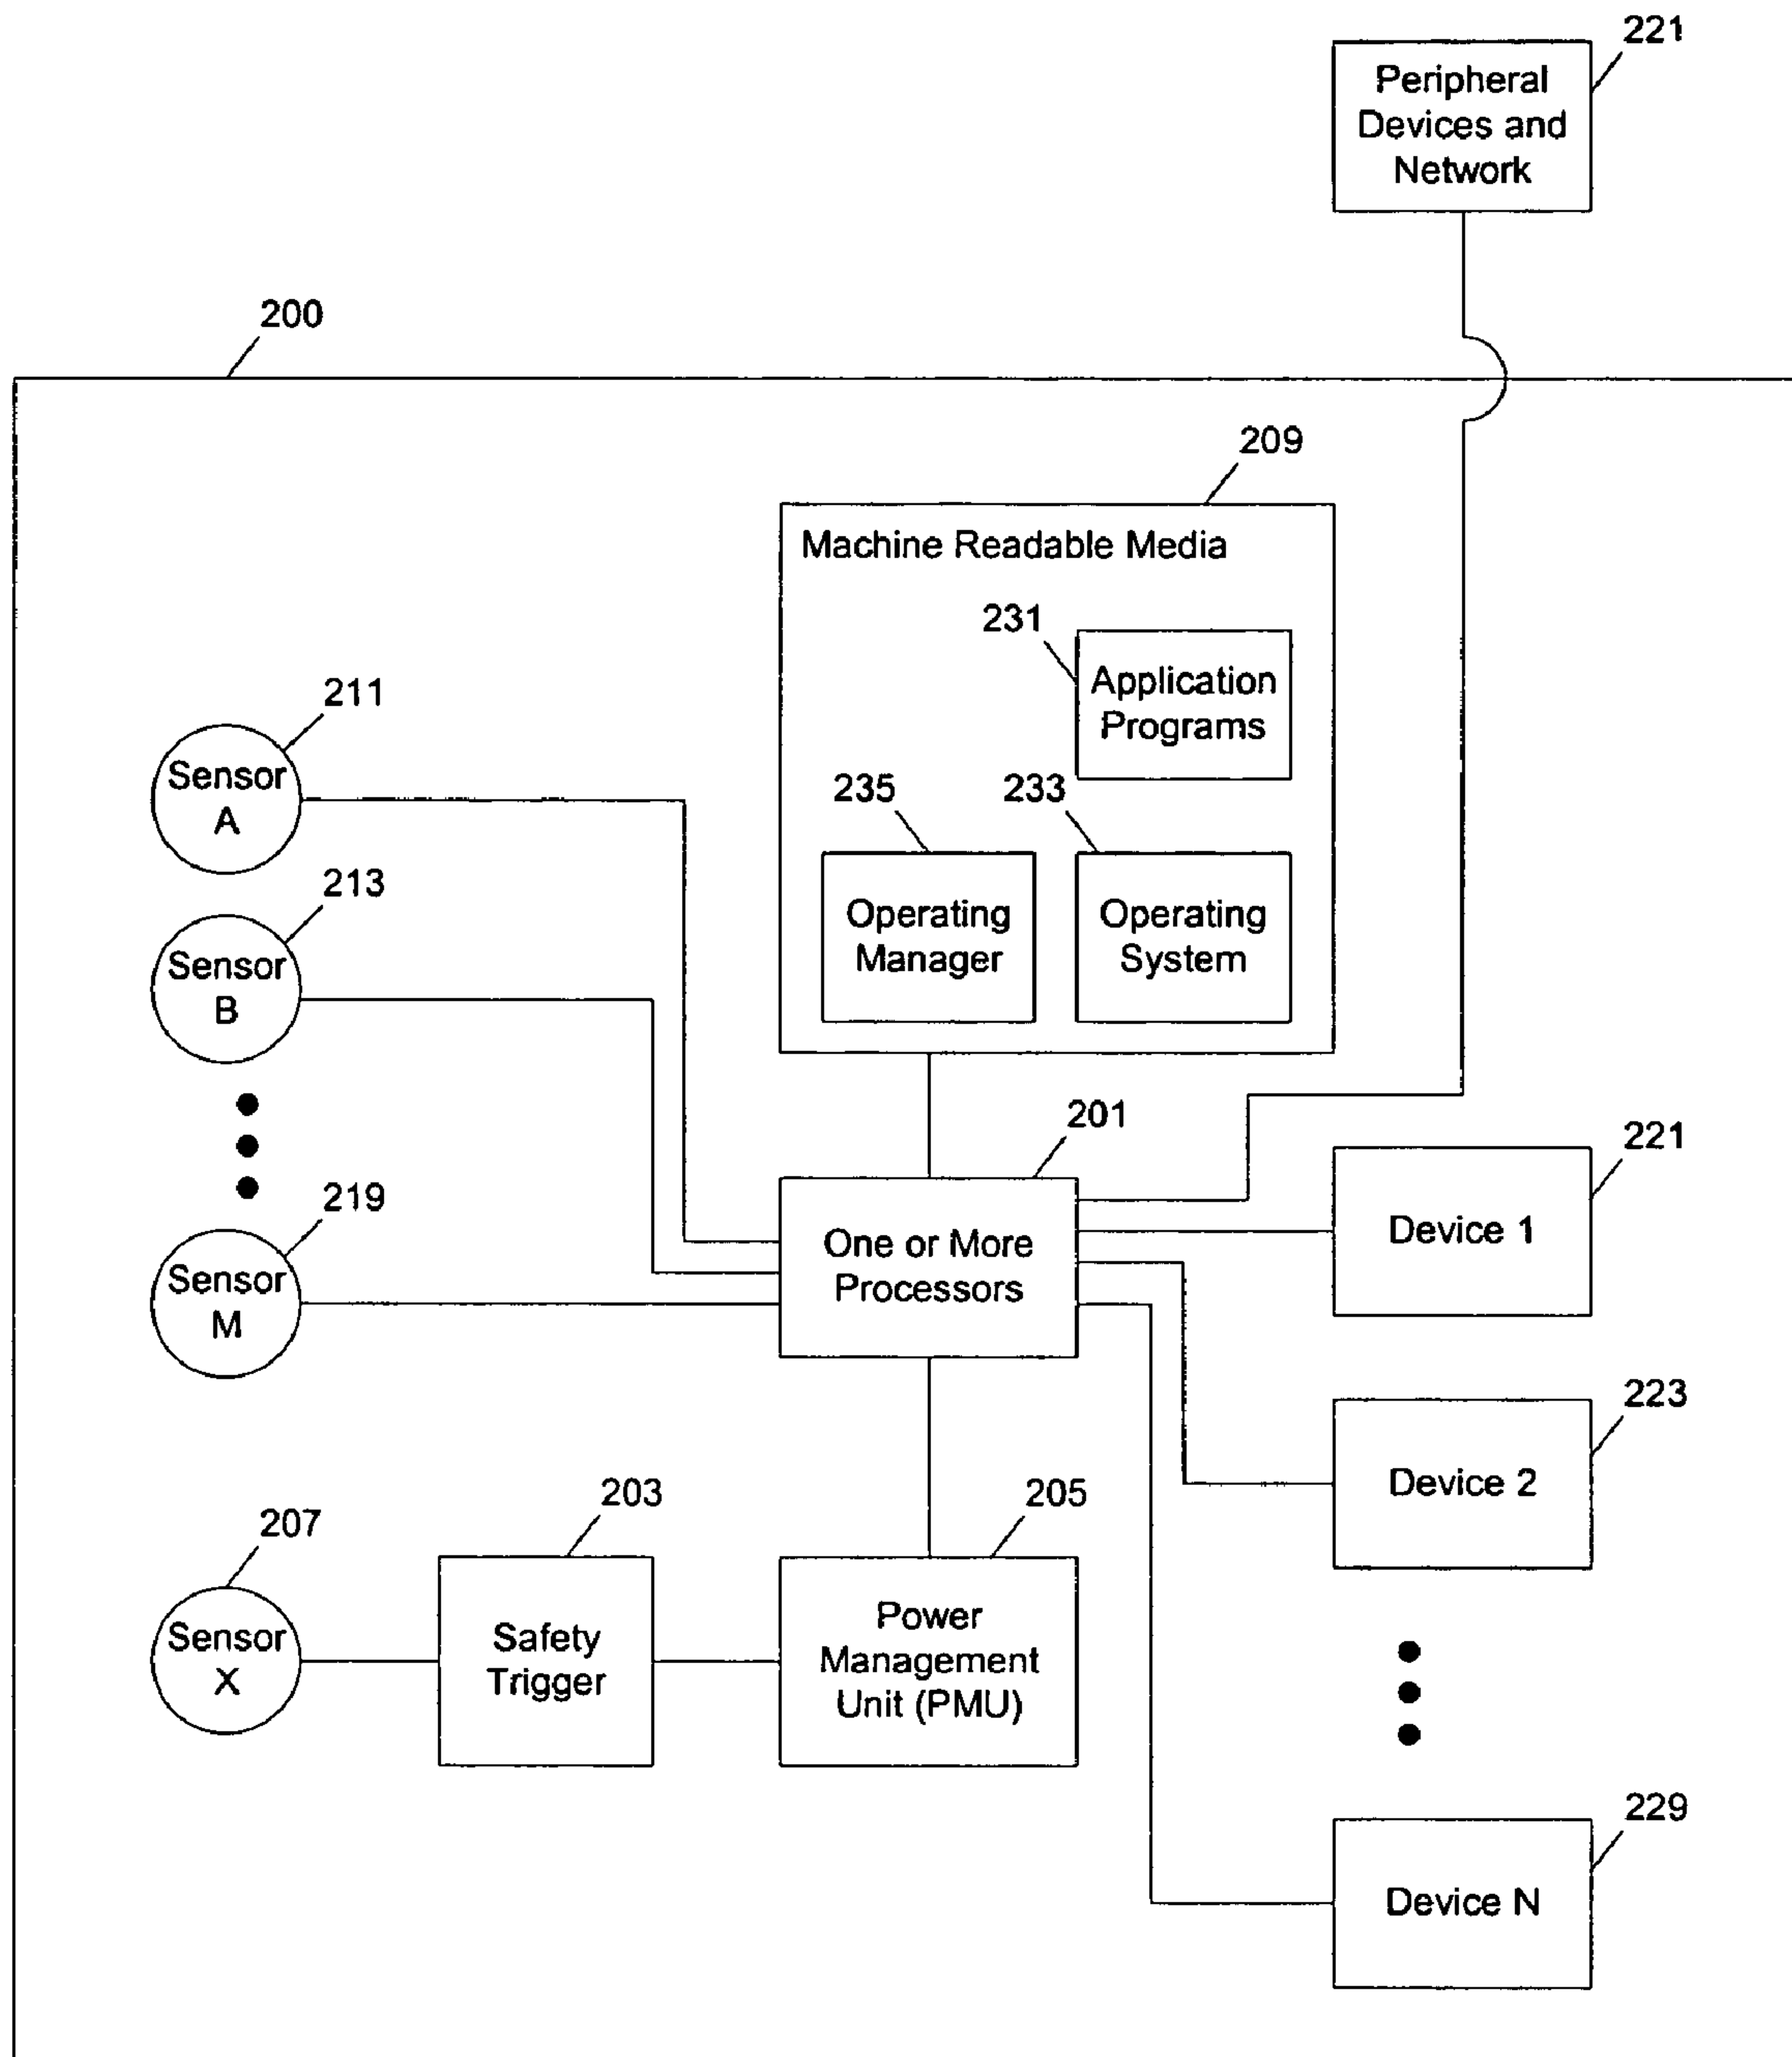 221
Peripheral
Devices and
Network
200
209
Machine Readable Media
231
Application
Programs
211
Sensor
A
235
233
213
Operating
Manager
Operating
System
Sensor
B
201
221
219
One or More
Processors
Device 1
Sensor
M
223
Device 2
207
203
205
Sensor
X
Safety
Trigger
Power
Management
Unit (PMU)
229
Device N